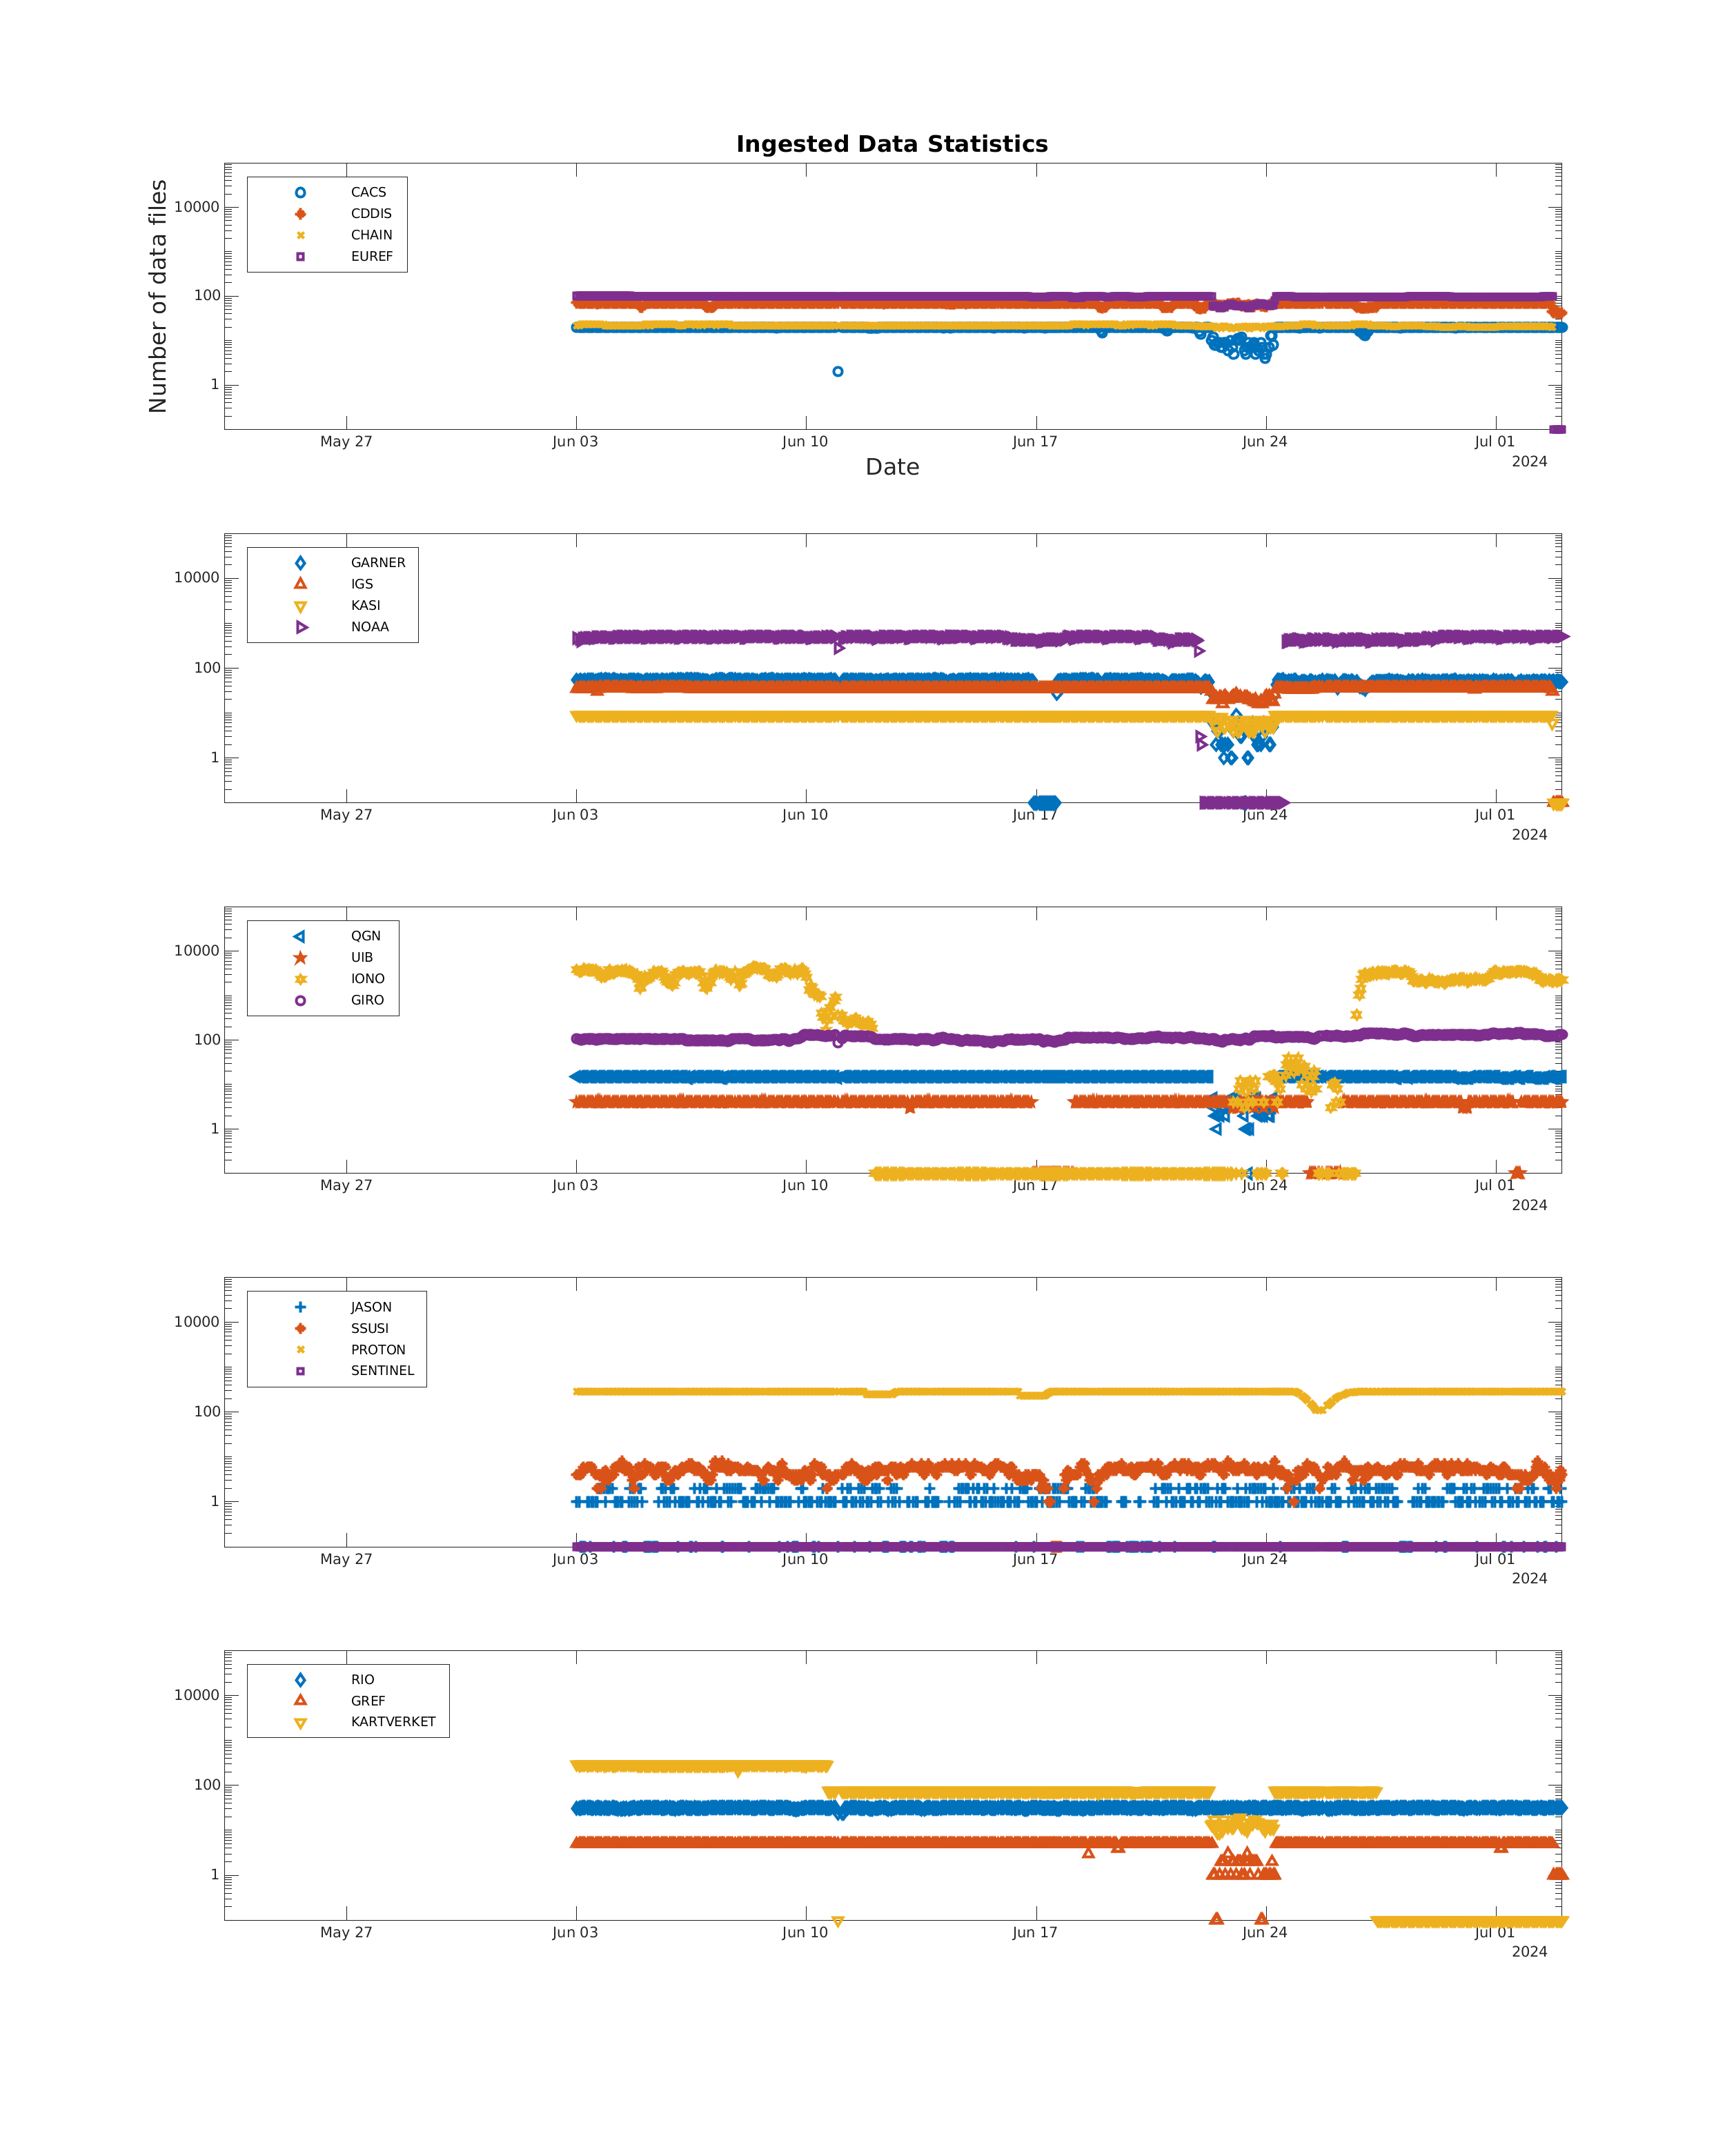 Ingested Data Statistics
Number of data files
CACS
CDDIS
CHAIN
EUREF
10000
100
1
May 27 Jun 03 Jun 10 Jun 17 Jun 24 Jul 01
2024
Date
GARNER
IGS
KASI
NOAA
10000
100
1
May 27 Jun 03 Jun 10 Jun 17 Jun 24 Jul 01
2024
QGN
UIB
IONO
GIRO
10000
100
1
May 27 Jun 03 Jun 10 Jun 17 Jun 24 Jul 01
2024
JASON
SSUSI
PROTON
SENTINEL
10000
100
1
May 27 Jun 03 Jun 10 Jun 17 Jun 24 Jul 01
2024
RIO
GREF
KARTVERKET
10000
100
1
May 27 Jun 03 Jun 10 Jun 17 Jun 24 Jul 01
2024